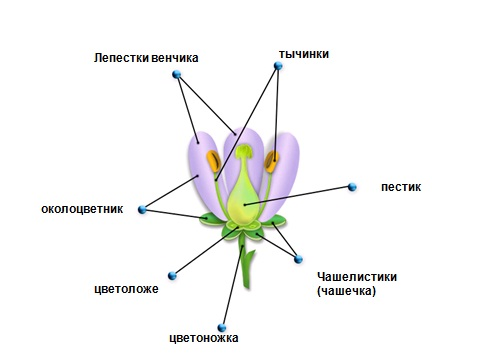 тычинки
Лепестки венчика
пестик
околоцветник
Чашелистики
(чашечка)
цветоложе
цветоножка